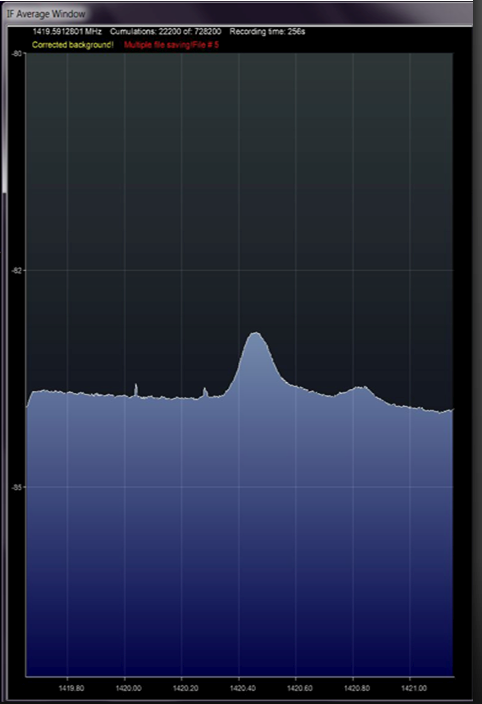 IF Average Window
1419.5912801 MHz Cumulations: 22200 of: 728200 Recording time: 256s
Corrected background! Multiple file saving!File # 5
-80
-82
-85
1419.80 1420.00 1420.20 1420.40 1420.60 1420.80 1421.00